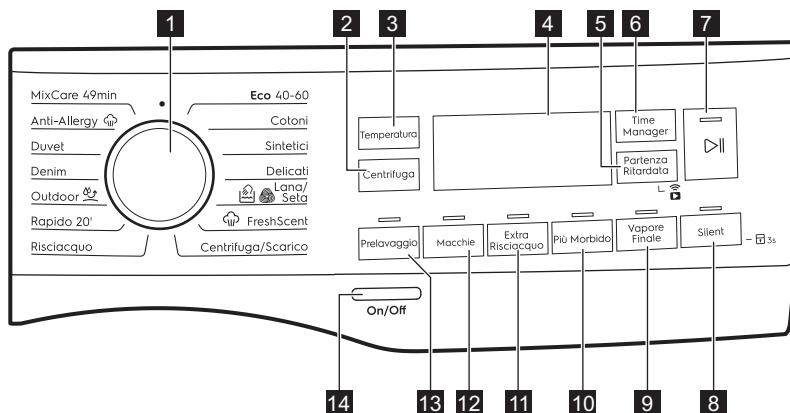 1
2
3
4
5
6
7
MixCare 49min
Anti-Allergy
Duvet
Denim
Outdoor
Rapido 20'
Risciacquo
Eco 40-60
Cotoni
Sintetici
Delicati
Lana/
Seta
FreshScent
Centrifuga/Scarico
Temperatura
Centrifuga
Time
Manager
Partenza
Ritardata
Prelavaggio
Macchie
Extra
Risciacquo
Più Morbido
Vapore
Finale
Silent
3s
On/Off
14
13
12
11
10
9
8